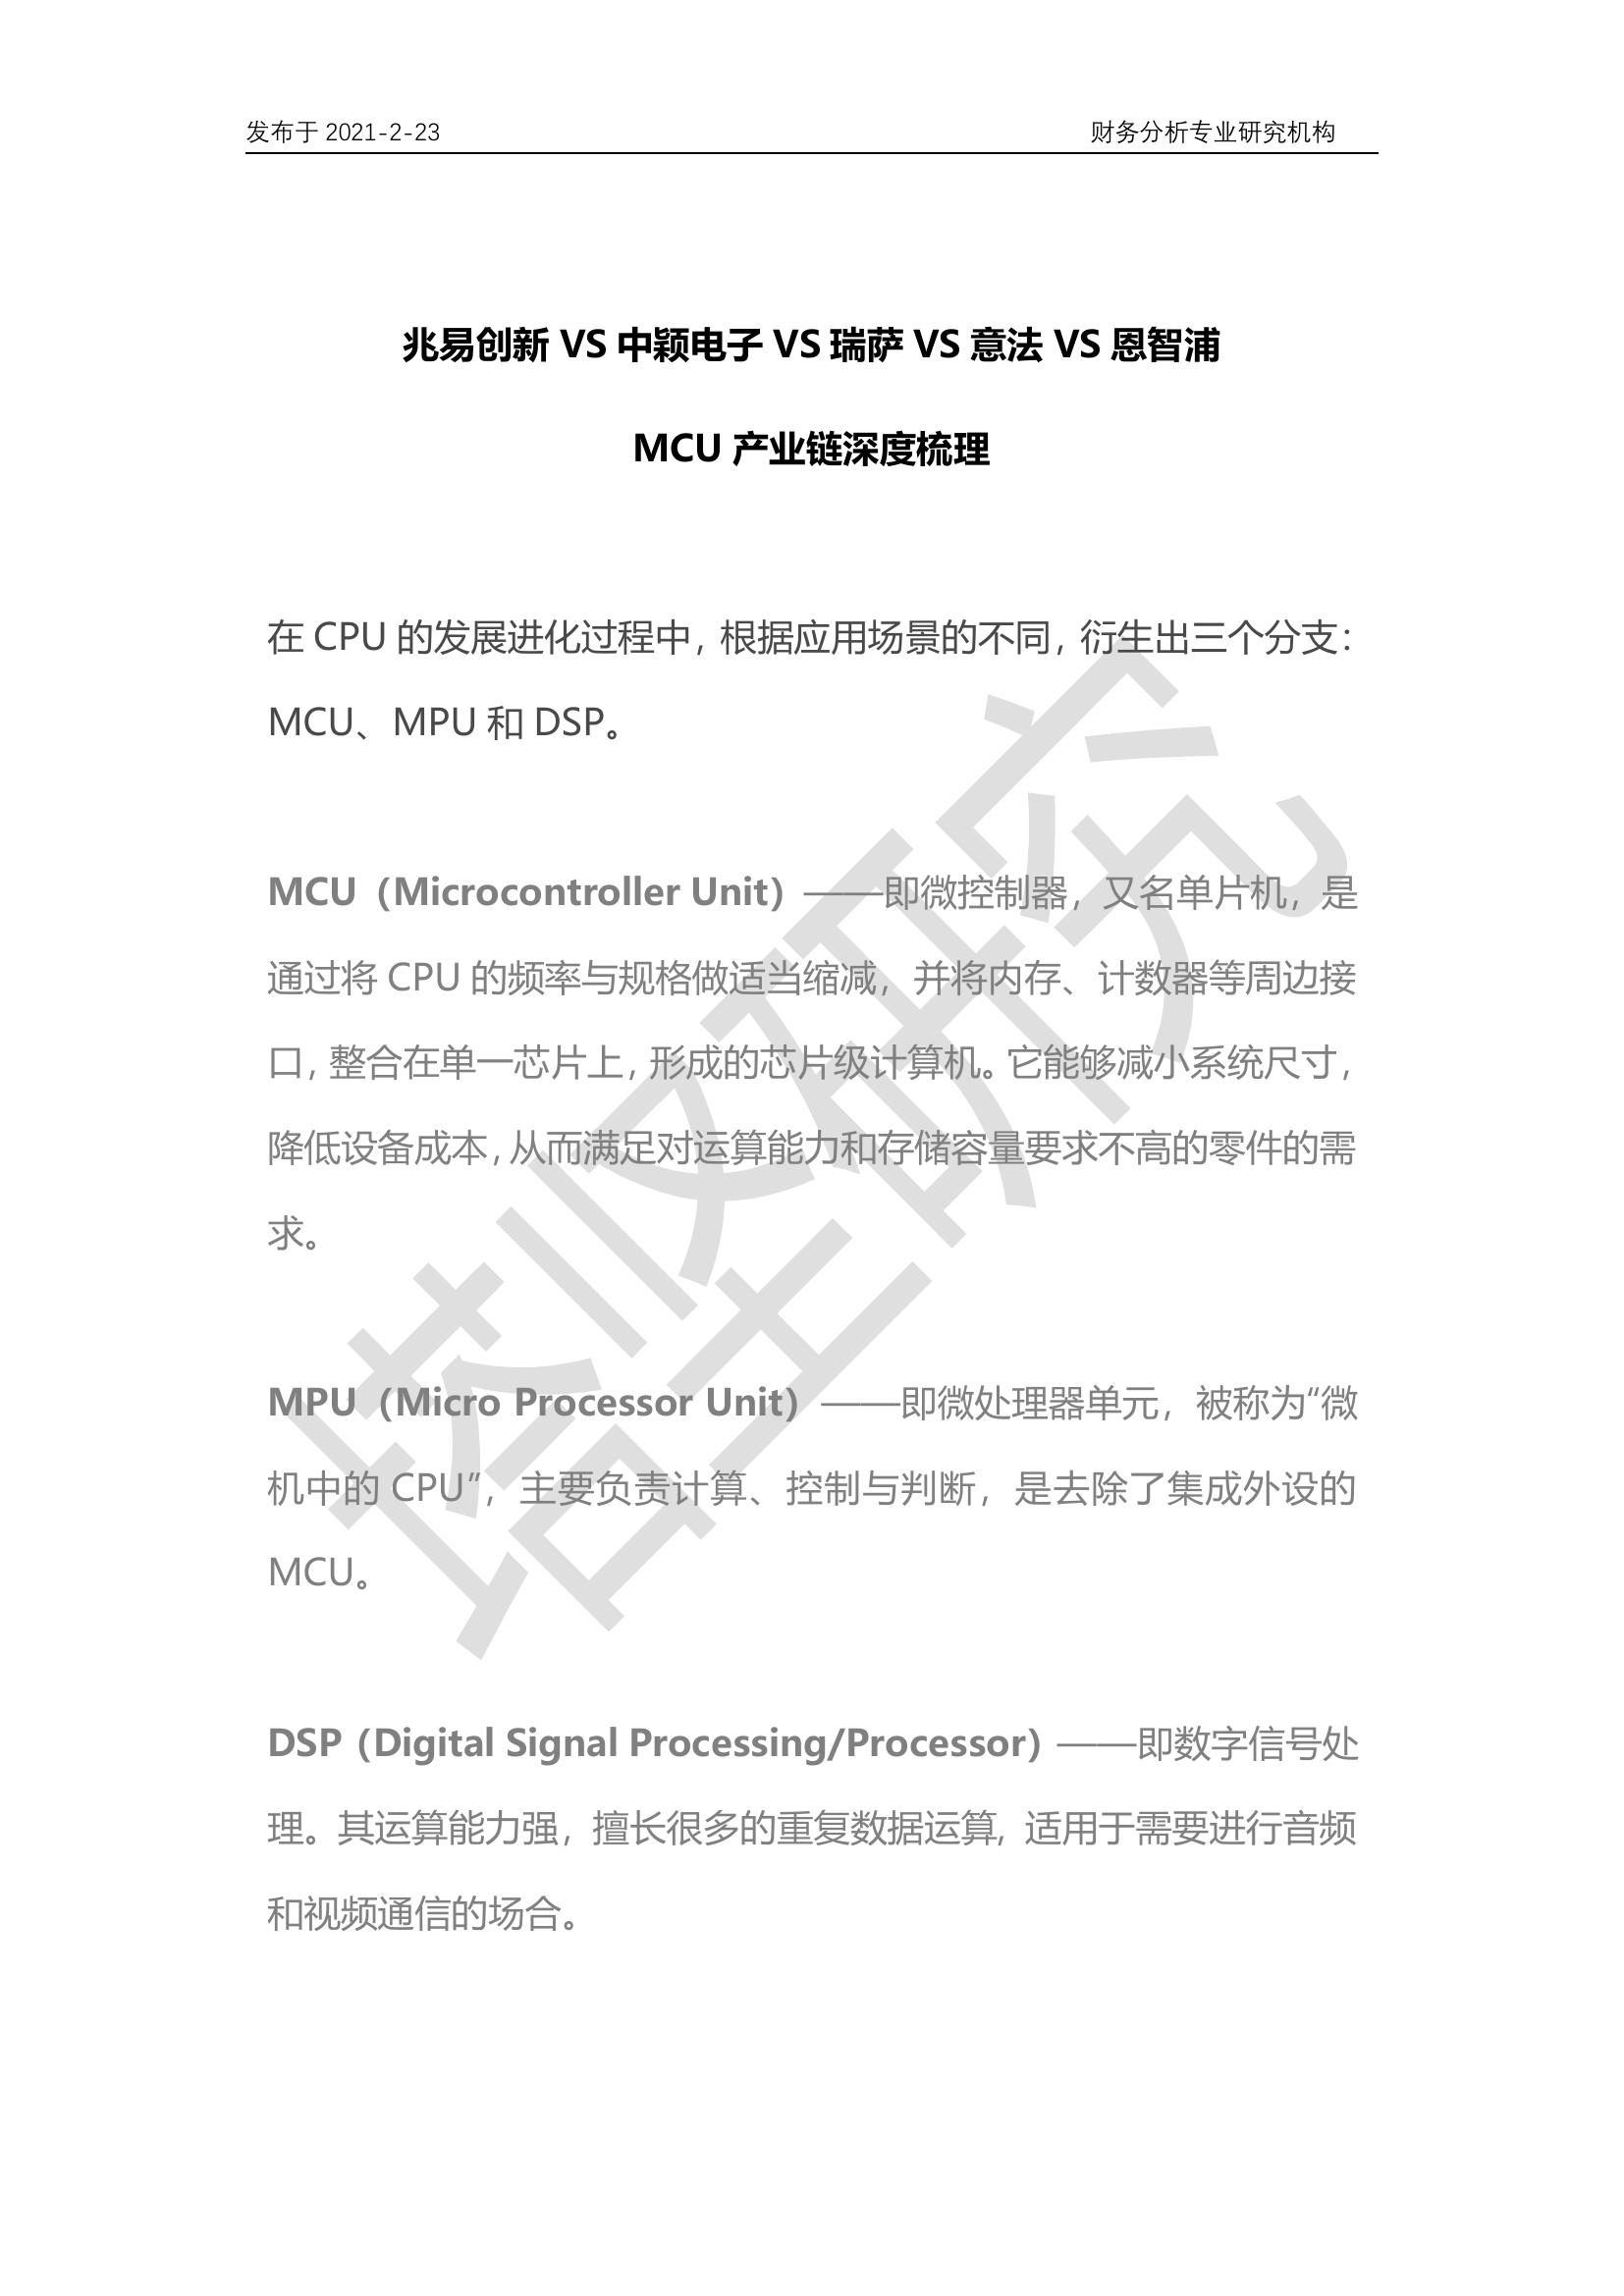 发布于 2021-2-23 财务分析专业研究机构
兆易创新 VS 中颖电子 VS 瑞萨 VS 意法 VS 恩智浦
MCU 产业链深度梳理
在 CPU 的发展进化过程中，根据应用场景的不同，衍生出三个分支：
MCU、MPU 和 DSP。
MCU（Microcontroller Unit）——即微控制器，又名单片机，是
通过将 CPU 的频率与规格做适当缩减，并将内存、计数器等周边接
口，整合在单一芯片上，形成的芯片级计算机。它能够减小系统尺寸，
降低设备成本，从而满足对运算能力和存储容量要求不高的零件的需
求。
MPU（Micro Processor Unit）——即微处理器单元，被称为“微
机中的 CPU”，主要负责计算、控制与判断，是去除了集成外设的
MCU。
DSP（Digital Signal Processing/Processor）——即数字信号处
理。其运算能力强，擅长很多的重复数据运算，适用于需要进行音频
和视频通信的场合。
塔坚研究